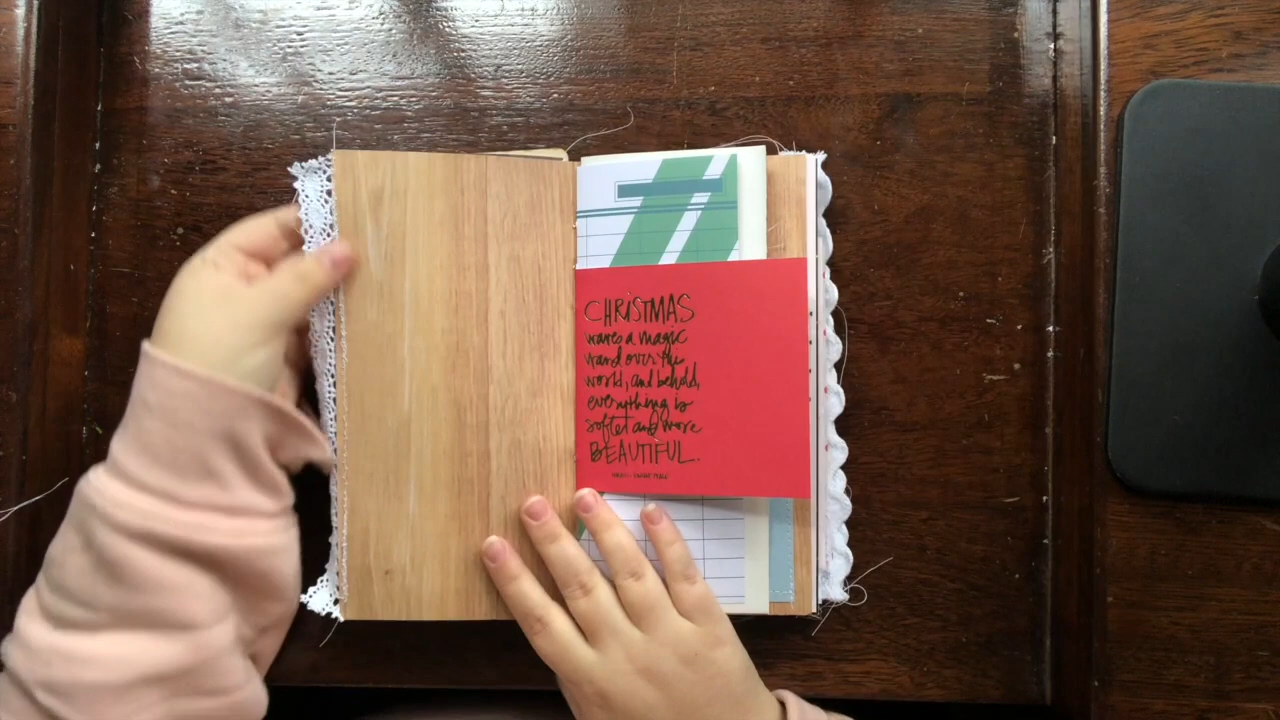 CHRiSTMAS
waves a magic
wand over the
world, and behold,
everything is
softer and more
BEAUTIFUL.